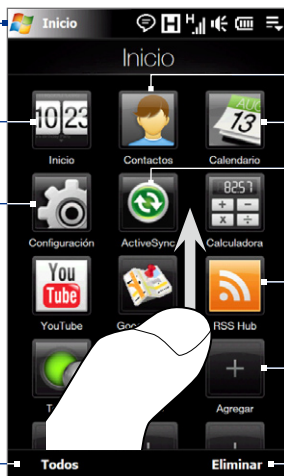 Inicio H H
Inicio
10 23 AUG 13 8257
Inicio Contactos Calendario
+ − × ÷
Configuración ActiveSync Calculadora
You Tube
YouTube RSS Hub
+
Agregar
Todos Eliminar